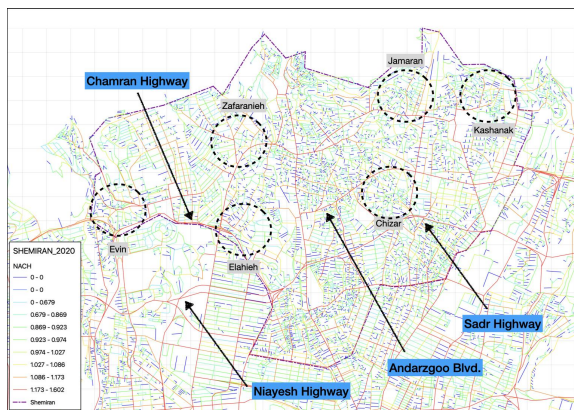 Jamaran
Chamran Highway
Zafaranieh
Kashanak
Chizar
Evin
Elahieh
SHEMIRAN_2020
NACH
0 - 0
0 - 0
0 - 0.679
0.679 - 0.869
0.869 - 0.923
0.923 - 0.974
0.974 - 1.027
1.027 - 1.086
1.086 - 1.173
1.173 - 1.602
Shemiran
Sadr Highway
Andarzgoo Blvd.
Niayesh Highway